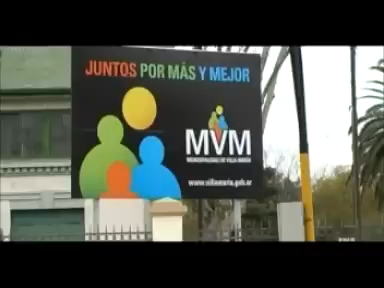 JUNTOS POR MÁS Y MEJOR
MVM
MUNICIPALIDAD DE VILLA MARÍA
www.villamaria.gob.ar